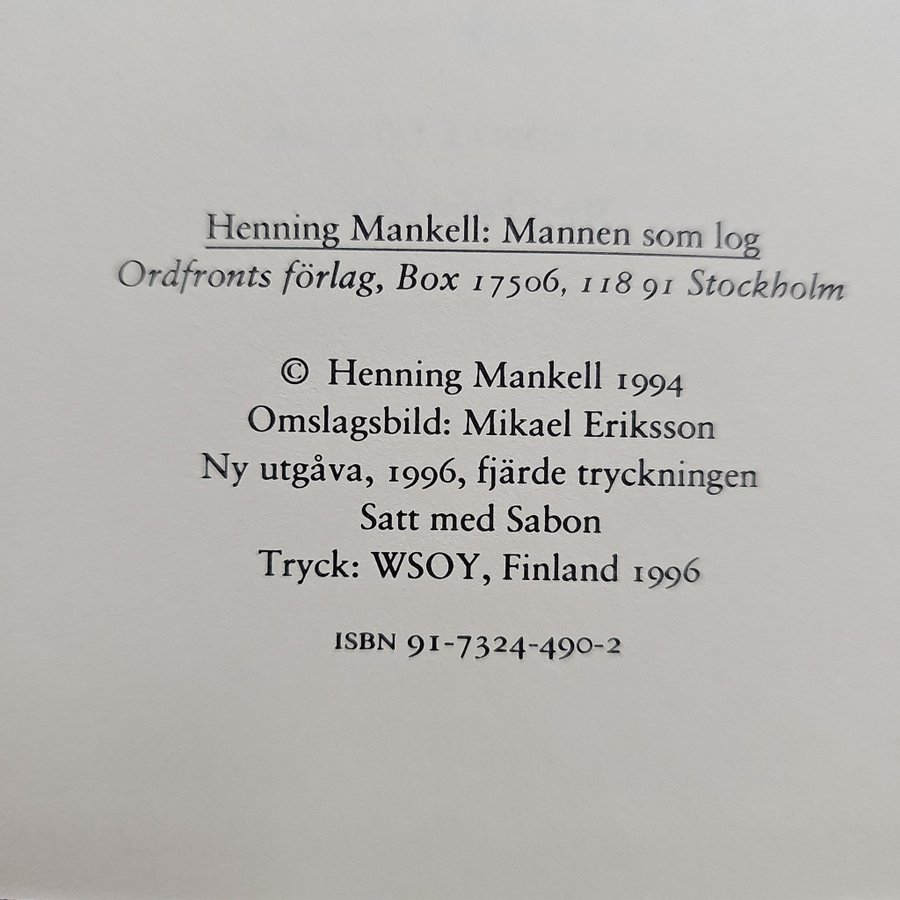 Henning Mankell: Mannen som log
Ordfronts förlag, Box 17506, 118 91 Stockholm
© Henning Mankell 1994
Omslagsbild: Mikael Eriksson
Ny utgåva, 1996, fjärde tryckningen
Satt med Sabon
Tryck: WSOY, Finland 1996
ISBN 91-7324-490-2